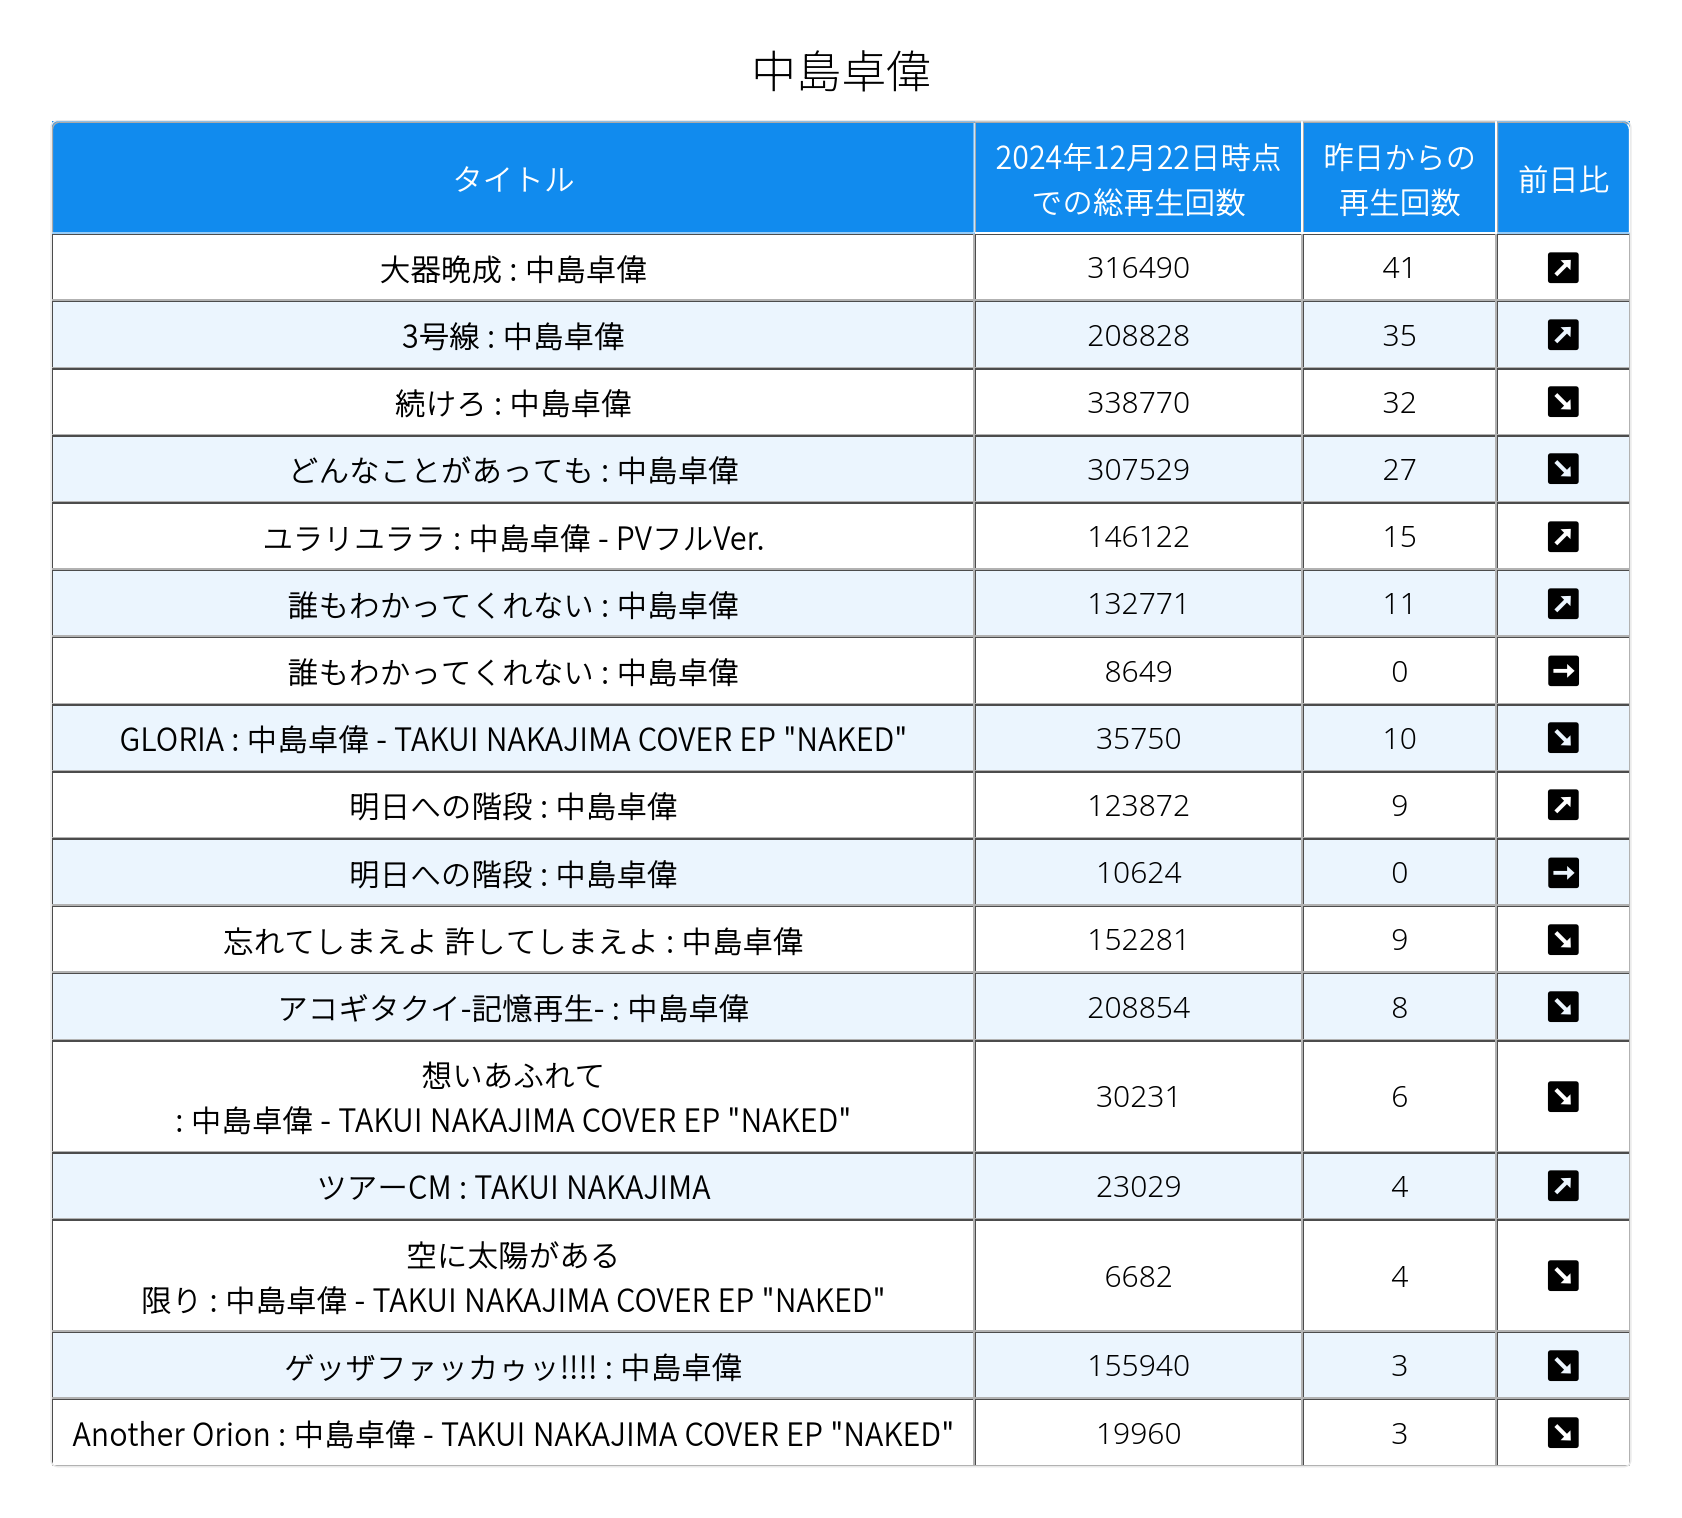 中島卓偉
タイトル
2024年12月22日時点
での総再生回数
昨日からの
再生回数
前日比
大器晩成 : 中島卓偉 316490 41
3号線 : 中島卓偉 208828 35
続けろ : 中島卓偉 338770 32
どんなことがあっても : 中島卓偉 307529 27
ユラリユララ : 中島卓偉 - PVフルVer. 146122 15
誰もわかってくれない : 中島卓偉 132771 11
誰もわかってくれない : 中島卓偉 8649 0
GLORIA : 中島卓偉 - TAKUI NAKAJIMA COVER EP "NAKED" 35750 10
明日への階段 : 中島卓偉 123872 9
明日への階段 : 中島卓偉 10624 0
忘れてしまえよ 許してしまえよ : 中島卓偉 152281 9
アコギタクイ-記憶再生- : 中島卓偉 208854 8
想いあふれて
: 中島卓偉 - TAKUI NAKAJIMA COVER EP "NAKED" 30231 6
ツアーCM : TAKUI NAKAJIMA 23029 4
空に太陽がある
限り : 中島卓偉 - TAKUI NAKAJIMA COVER EP "NAKED" 6682 4
ゲッザファッカゥッ!!!! : 中島卓偉 155940 3
Another Orion : 中島卓偉 - TAKUI NAKAJIMA COVER EP "NAKED" 19960 3